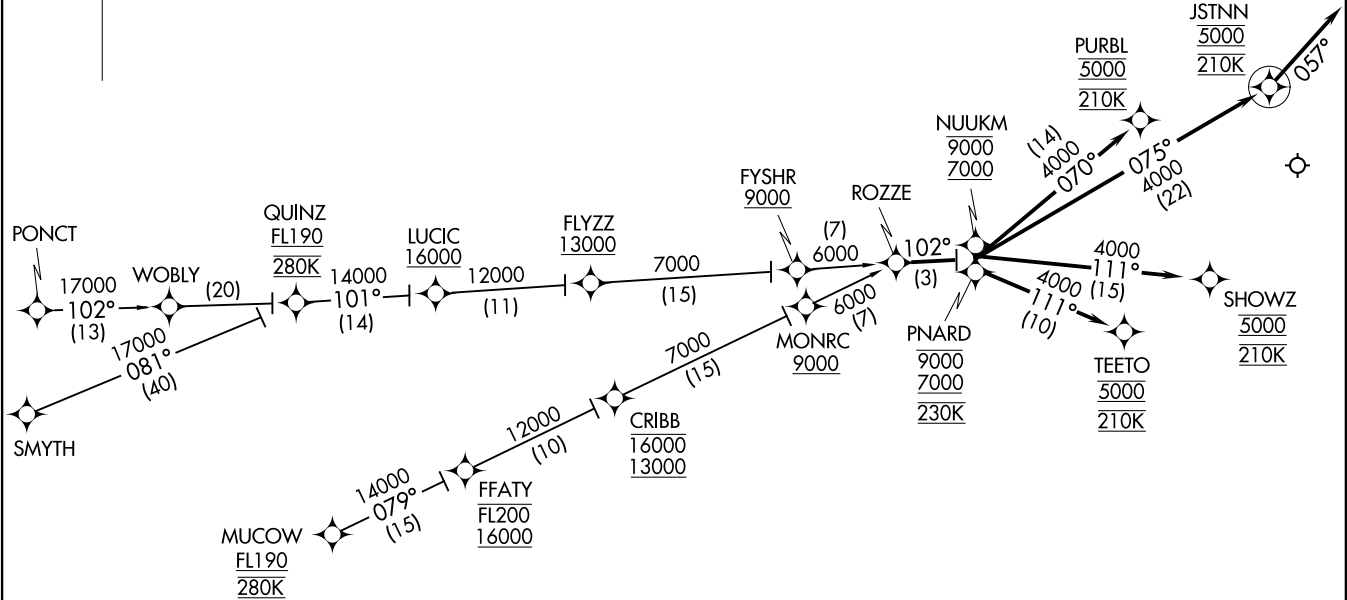 JSTNN
5000
210K
057°
PURBL
5000
210K
NUUKM
9000
7000
(14)
4000
070°
075°
4000
(22)
FYSHR
9000
ROZZE
QUINZ
FL190
280K
PONCT
WOBLY
LUCIC
16000
FLYZZ
13000
(7)
6000
102°
(3)
17000
102°
(13)
(20)
14000
101°
(14)
12000
(11)
7000
(15)
4000
111°
(15)
4000
111°
(10)
SHOWZ
5000
210K
17000
081°
(40)
SMYTH
6000
(7)
MONRC
9000
PNARD
9000
7000
230K
TEETO
5000
210K
7000
(15)
CRIBB
16000
13000
12000
(10)
FFATY
FL200
16000
14000
079°
(15)
MUCOW
FL190
280K